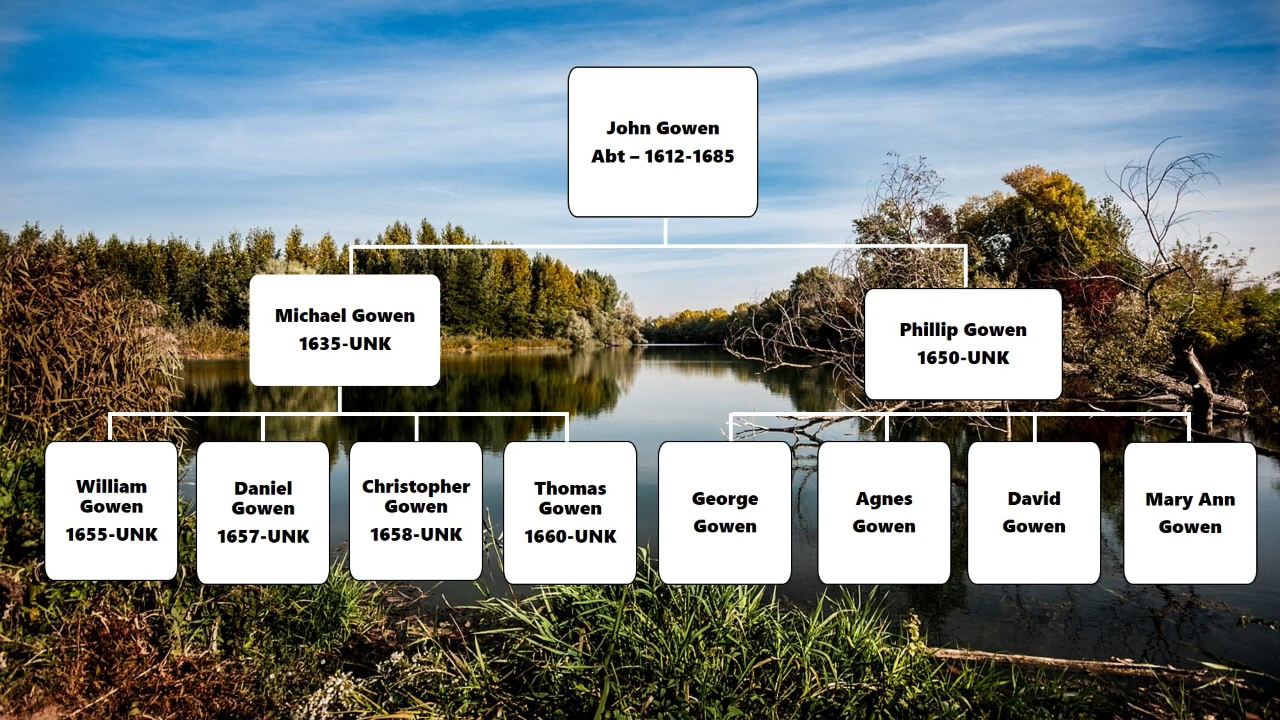 John Gowen
Abt – 1612-1685
Michael Gowen
1635-UNK
Phillip Gowen
1650-UNK
William
Gowen
1655-UNK
Daniel
Gowen
1657-UNK
Christopher
Gowen
1658-UNK
Thomas
Gowen
1660-UNK
George
Gowen
Agnes
Gowen
David
Gowen
Mary Ann
Gowen